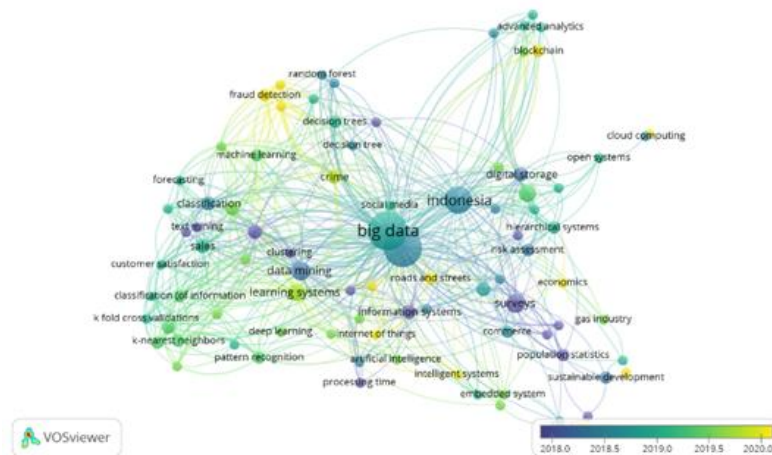 advanced analytics
blockchain
random forest
fraud detection
decision trees
cloud computing
decision tree
machine learning
open systems
crime
digital storage
forecasting
social media
indonesia
classification
text mining
hierarchical systems
big data
sales
risk assessment
clustering
customer satisfaction
data mining
roads and streets
economics
learning systems
classification (of information
surveys
information systems
k fold cross validations
gas industry
deep learning
internet of things
commerce
k-nearest neighbors
pattern recognition
artificial intelligence
population statistics
intelligent systems
processing time
sustainable development
embedded system
VOSviewer
2018.0 2018.5 2019.0 2019.5 2020.0